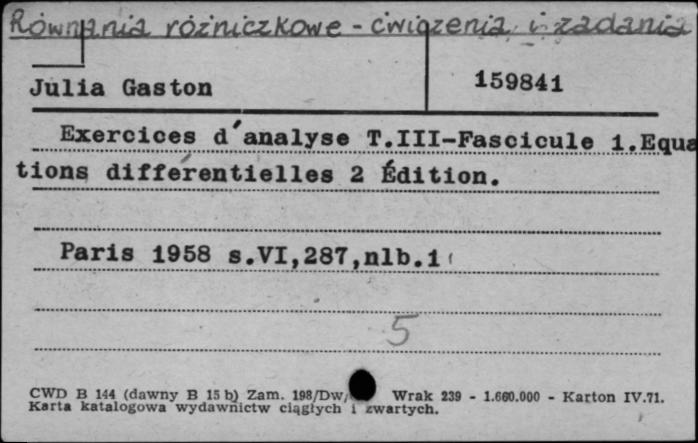 Równania różniczkowe - ćwiczenia i zadania
Julia Gaston 159841
Exercices d'analyse T.III-Fascicule 1.Equa
tions différentielles 2 Édition.
Paris 1958 s.VI,287,nlb.1
5
CWD B 144 (dawny B 15 b) Zam. 198/Dw/ Wrak 239 - 1.660.000 - Karton IV.71.
Karta katalogowa wydawnictw ciągłych i zwartych.